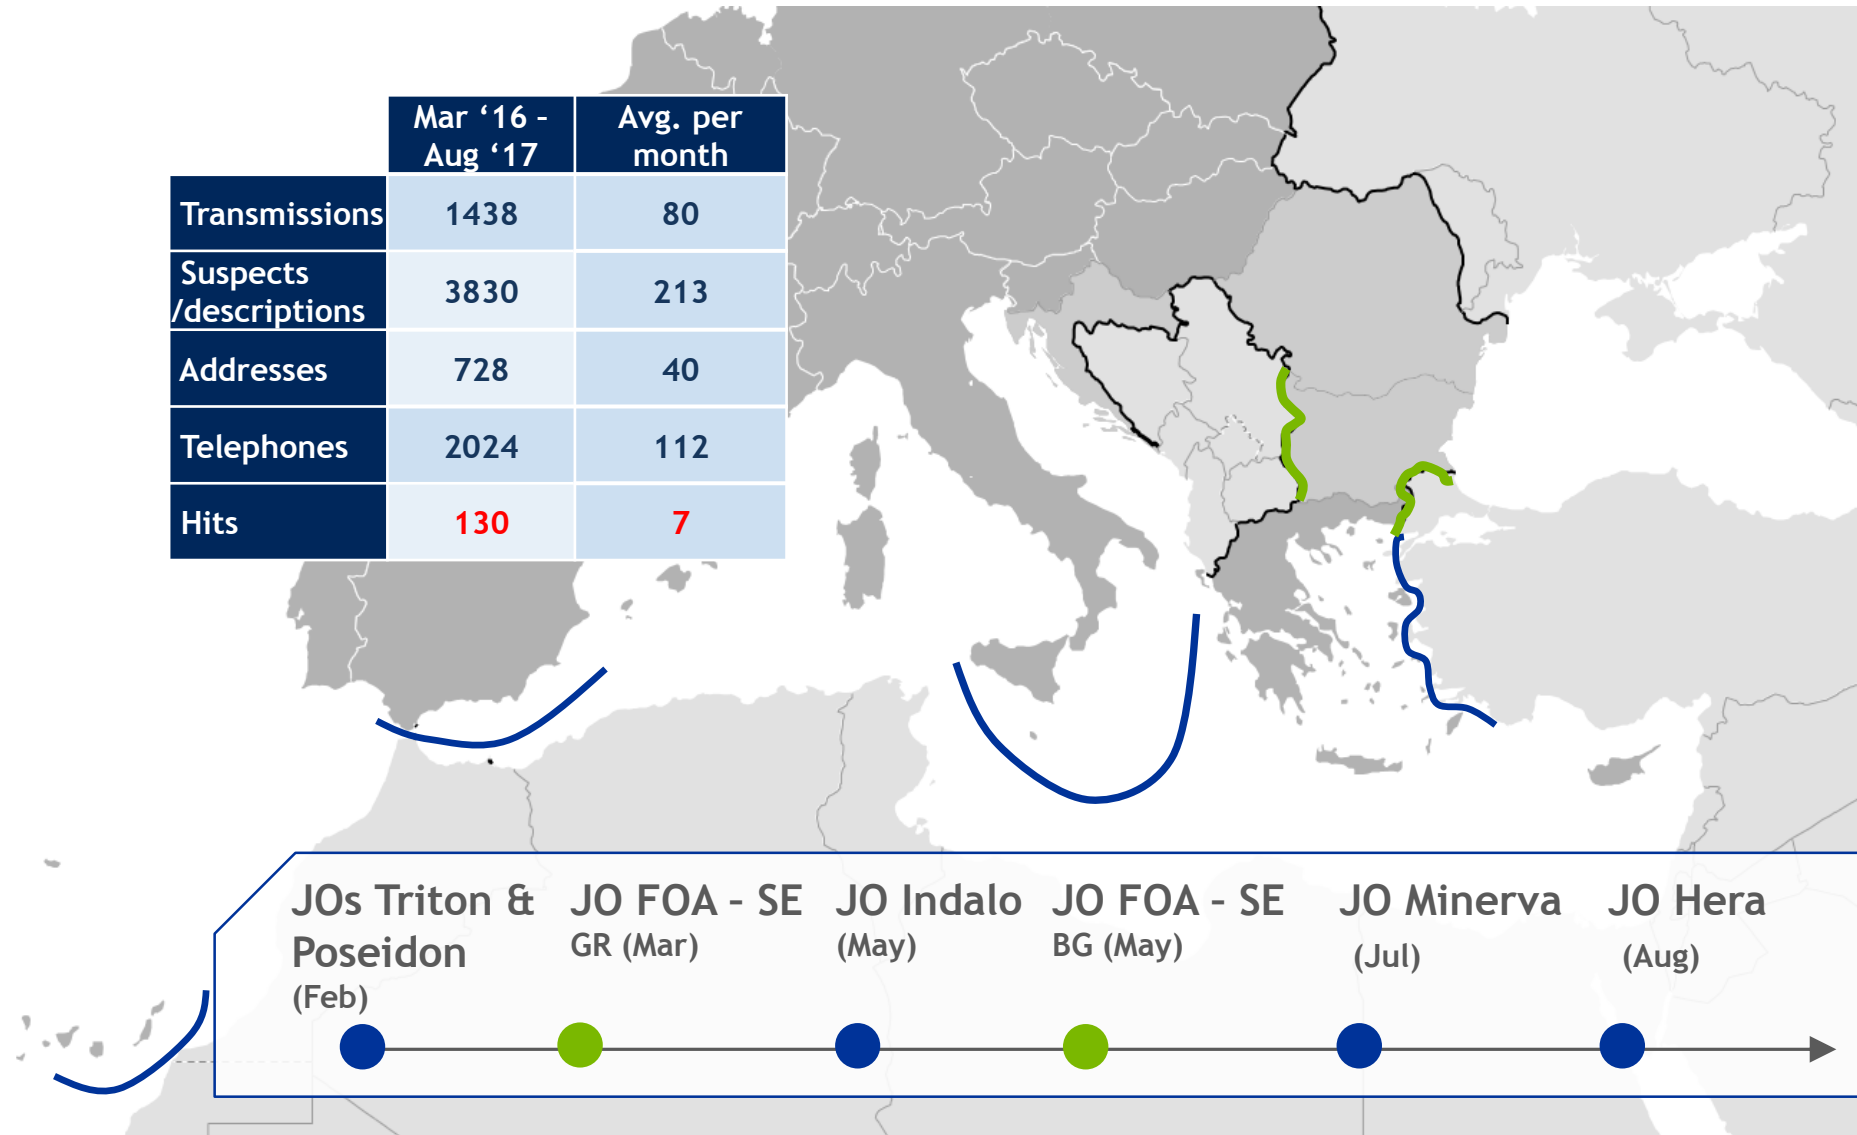 Mar ‘16 –
Aug ‘17
Avg. per
month
Transmissions
1438
80
Suspects
/descriptions
3830
213
Addresses
728
40
Telephones
2024
112
Hits
130
7
JOs Triton &
Poseidon
(Feb)
JO FOA – SE
GR (Mar)
JO Indalo
(May)
JO FOA – SE
BG (May)
JO Minerva
(Jul)
JO Hera
(Aug)